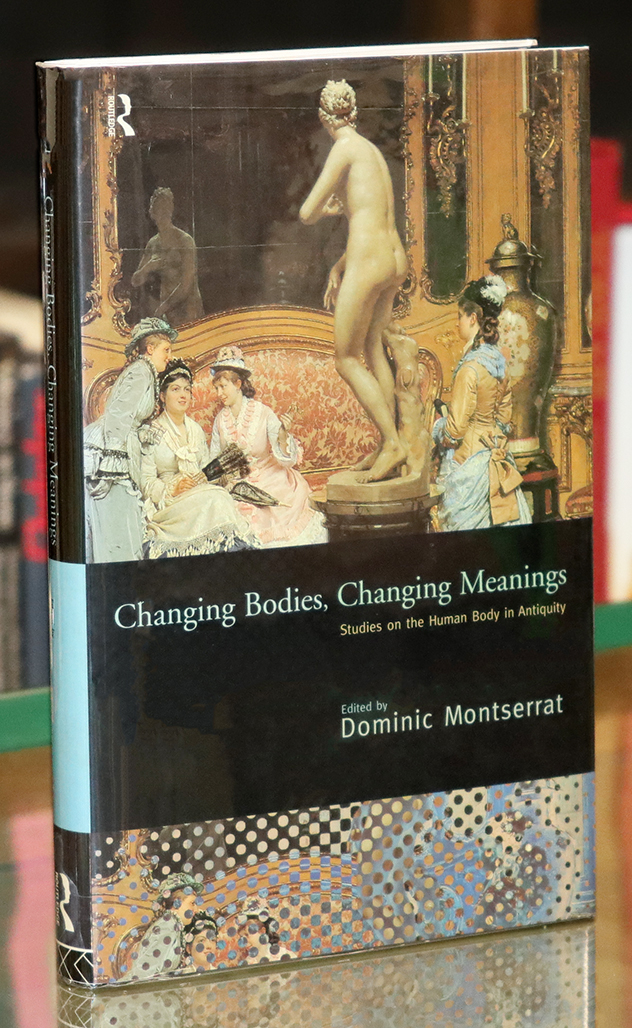 ROUTLEDGE
Changing Bodies, Changing Meanings
Changing Bodies, Changing Meanings
Studies on the Human Body in Antiquity
Edited by
Dominic Montserrat